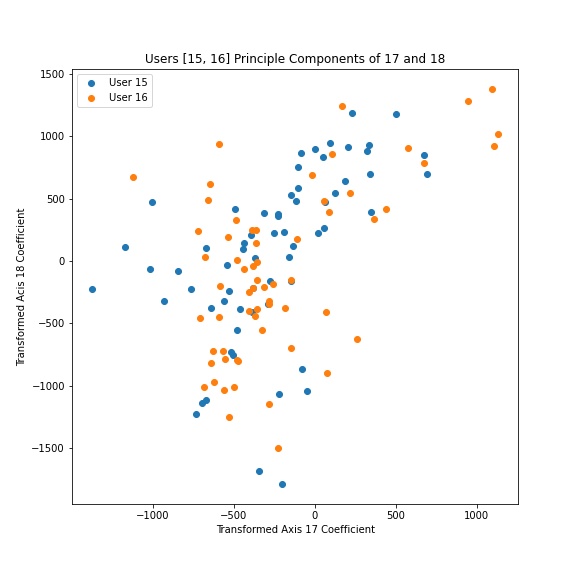 Users [15, 16] Principle Components of 17 and 18
User 15
User 16
Transformed Acis 18 Coefficient
1500
1000
500
0
−500
−1000
−1500
−1000
−500
0
500
1000
Transformed Axis 17 Coefficient